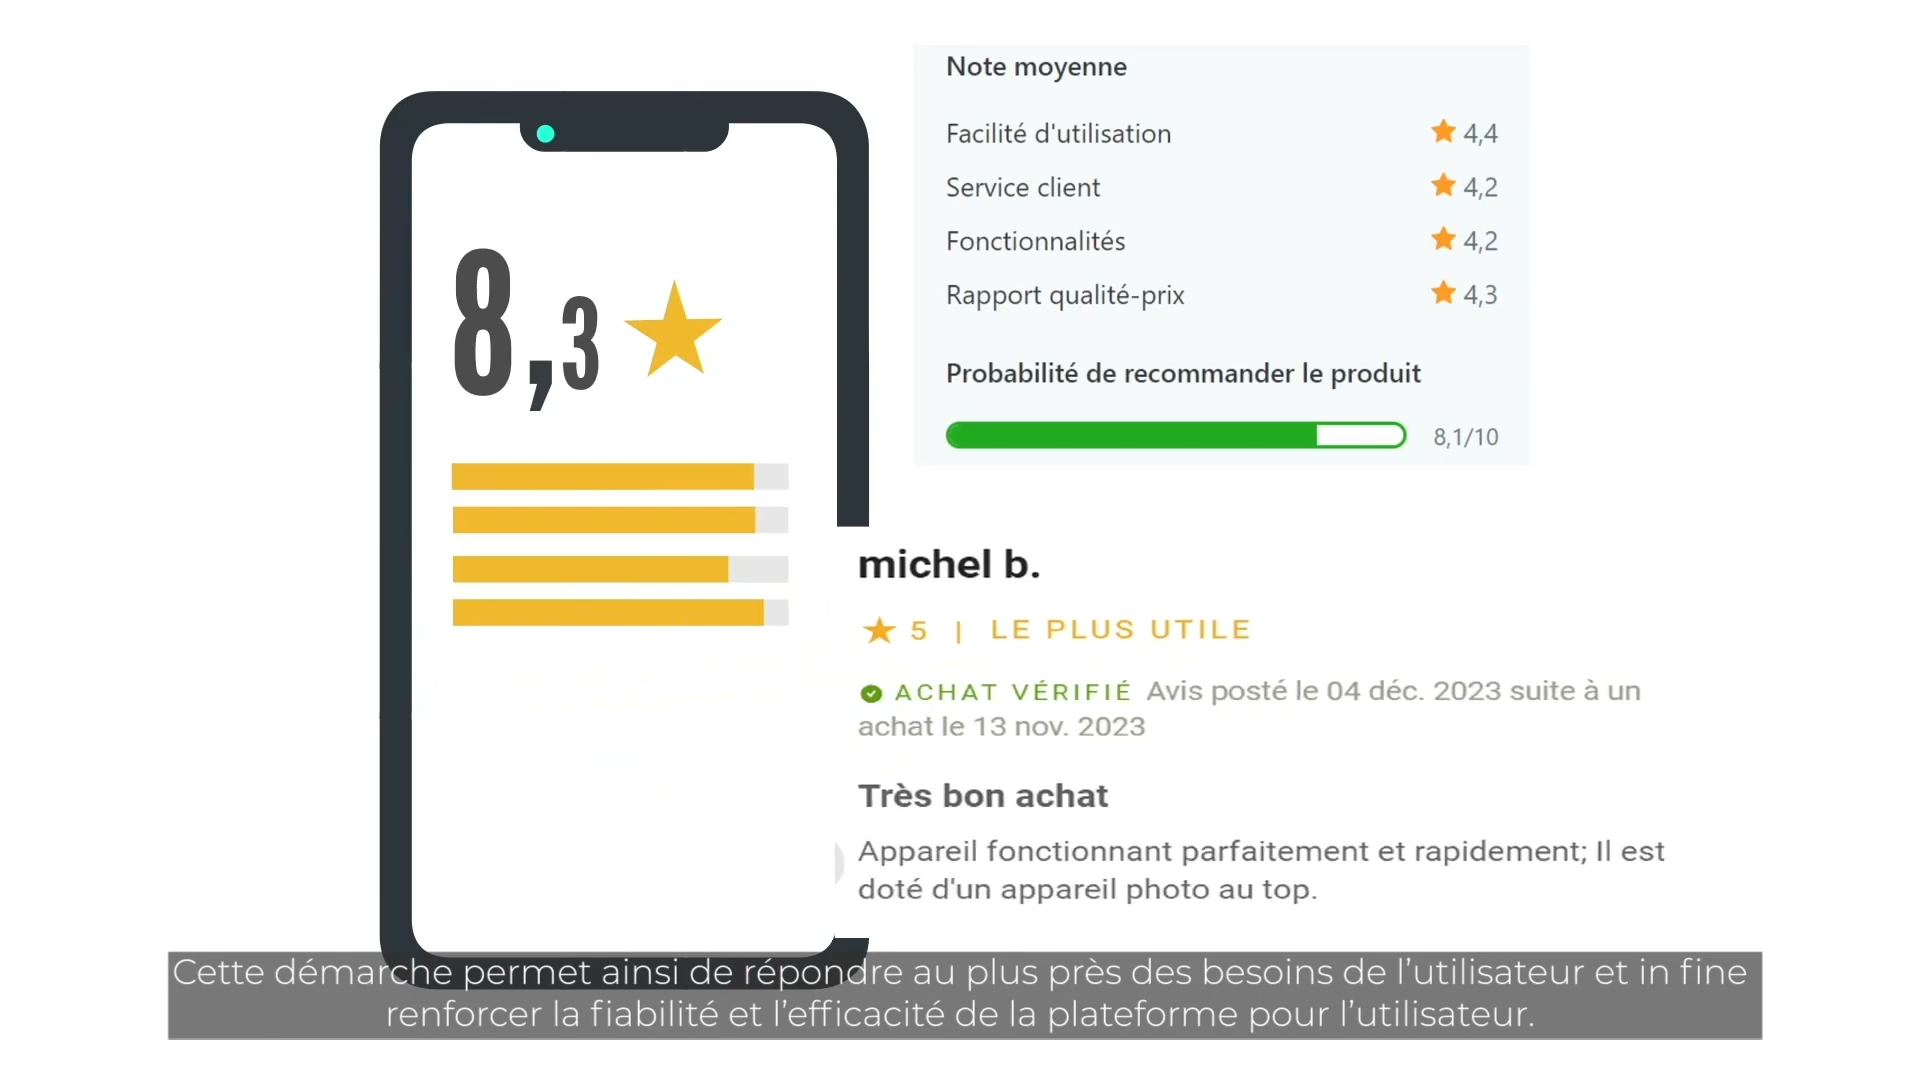 8,3
Note moyenne
Facilité d'utilisation 4,4
Service client 4,2
Fonctionnalités 4,2
Rapport qualité-prix 4,3
Probabilité de recommander le produit
8,1/10
michel b.
5 | LE PLUS UTILE
ACHAT VÉRIFIÉ Avis posté le 04 déc. 2023 suite à un
achat le 13 nov. 2023
Très bon achat
Appareil fonctionnant parfaitement et rapidement; Il est
doté d'un appareil photo au top.
Cette démarche permet ainsi de répondre au plus près des besoins de l’utilisateur et in fine
renforcer la fiabilité et l’efficacité de la plateforme pour l’utilisateur.